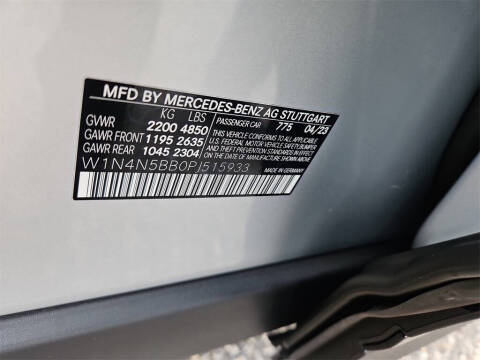 MFD BY MERCEDES-BENZ AG STUTTGART
KG LBS PASSENGER CAR 775 04/23
GVWR 2200 4850 THIS VEHICLE CONFORMS TO ALL APPLICABLE
GAWR FRONT 1195 2635 U.S. FEDERAL MOTOR VEHICLE SAFETY, BUMPER
GAWR REAR 1045 2304 AND THEFT PREVENTION STANDARDS IN EFFECT
ON THE DATE OF MANUFACTURE SHOWN ABOVE
W1N4N5BB0PJ515933
MADE IN GERMANY